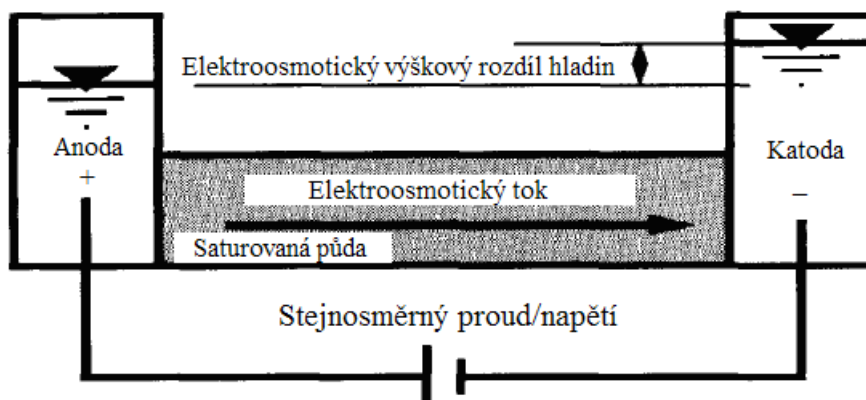 Elektroosmotický výškový rozdíl hladin
Anoda
+
Katoda
–
Elektroosmotický tok
Saturovaná půda
Stejnosměrný proud/napětí